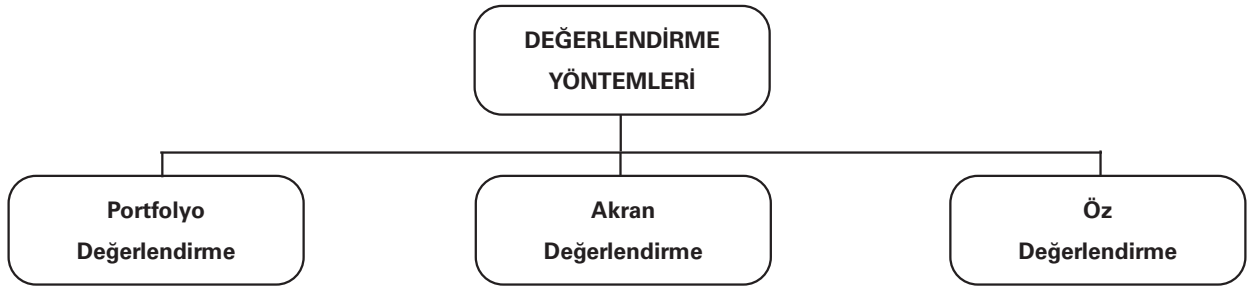 DEĞERLENDİRME
YÖNTEMLERİ
Portfolyo
Değerlendirme
Akran
Değerlendirme
Öz
Değerlendirme